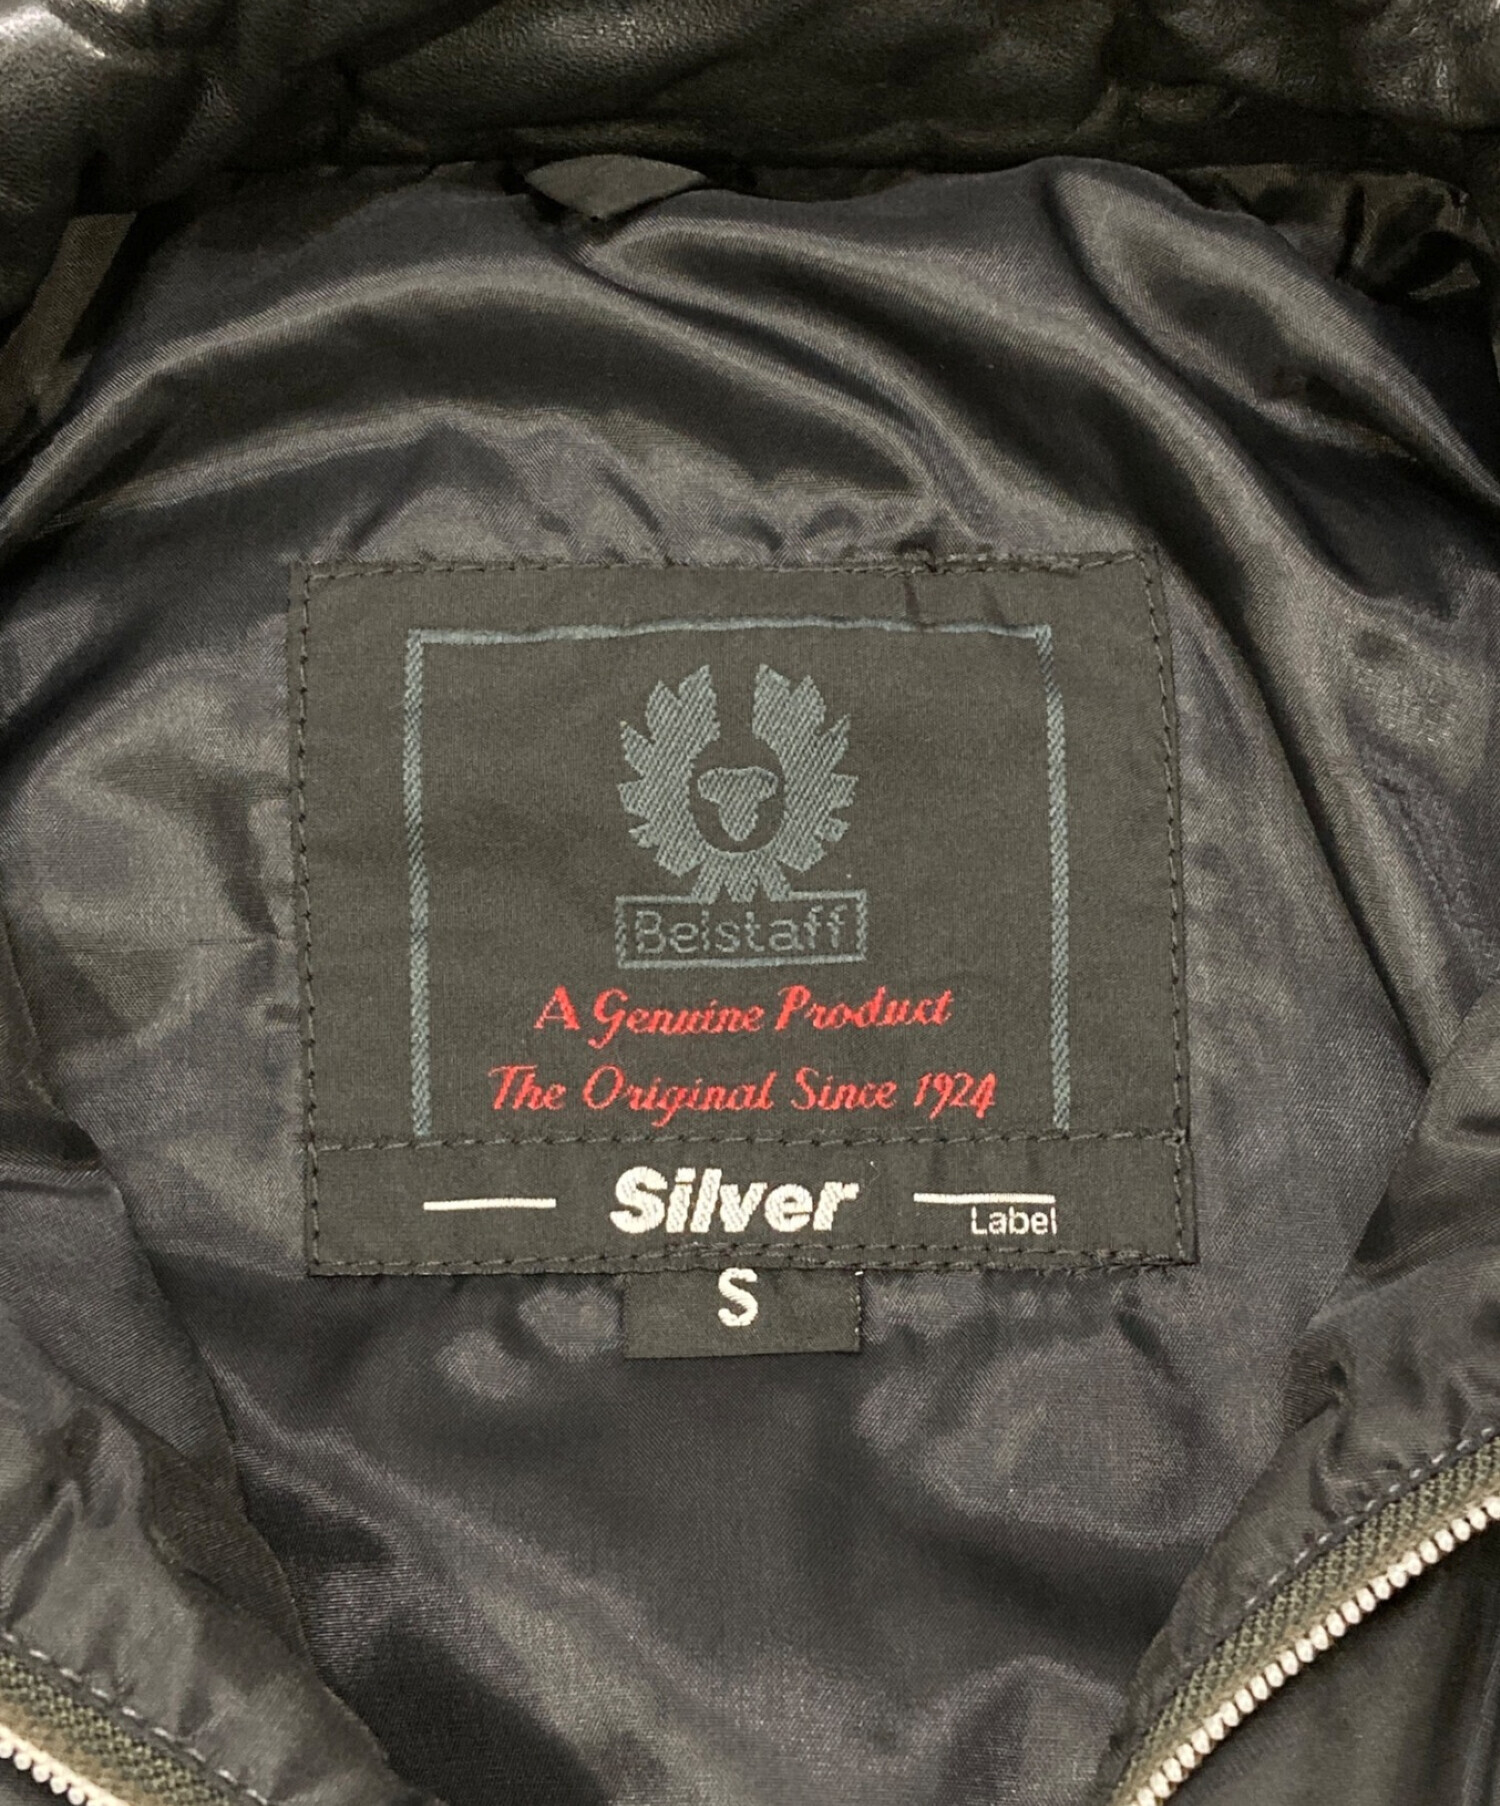 Belstaff
A Genuine Product
The Original Since 1924
Silver
Label
S